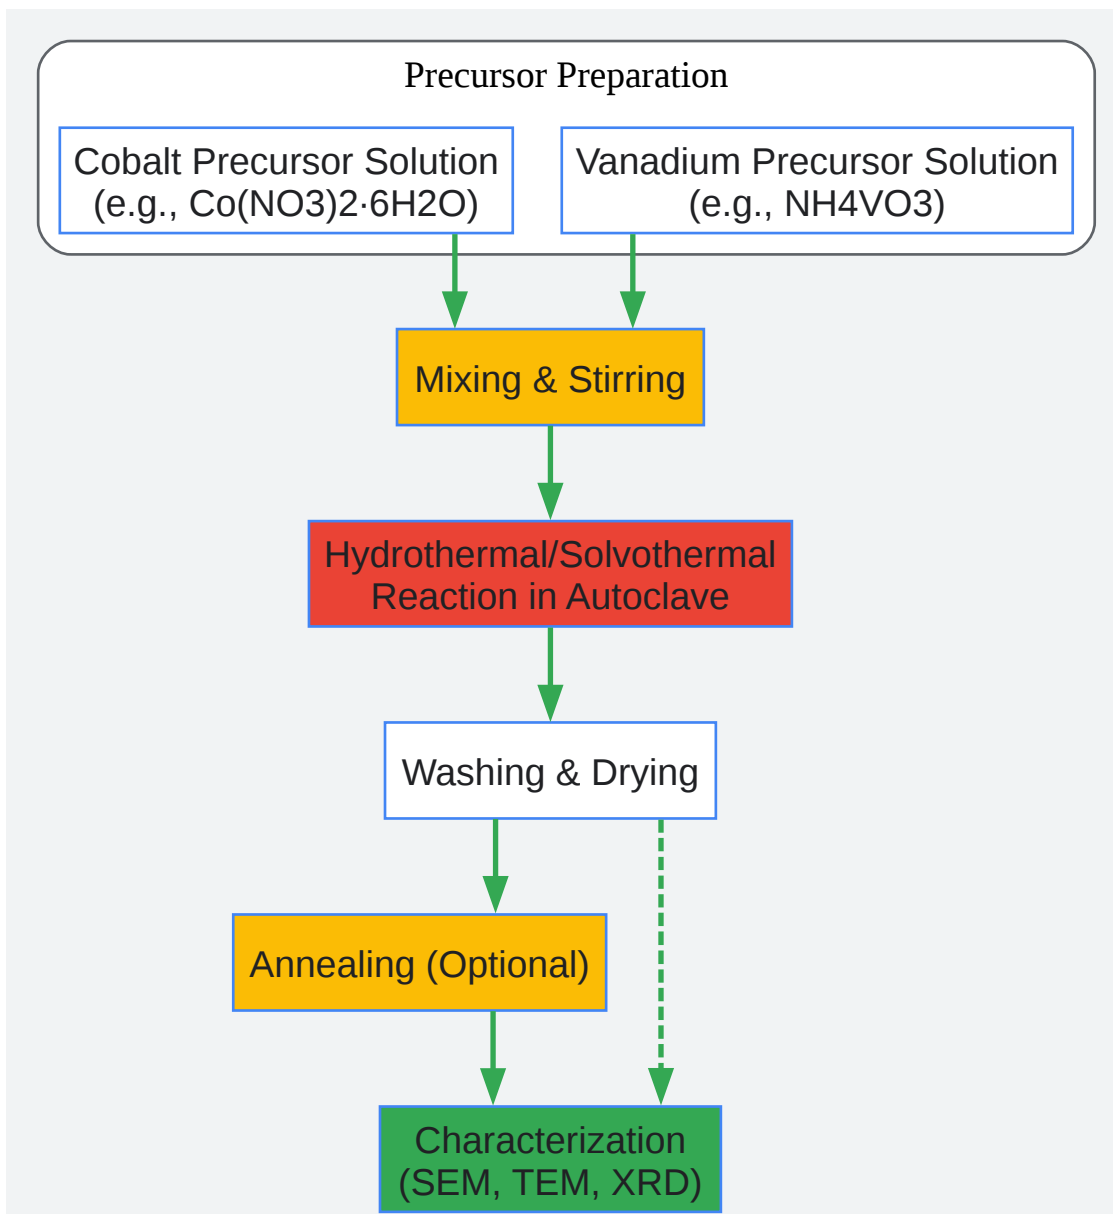 Precursor Preparation
Cobalt Precursor Solution
(e.g., Co(NO3)2·6H2O)
Vanadium Precursor Solution
(e.g., NH4VO3)
Mixing & Stirring
Hydrothermal/Solvothermal
Reaction in Autoclave
Washing & Drying
Annealing (Optional)
Characterization
(SEM, TEM, XRD)